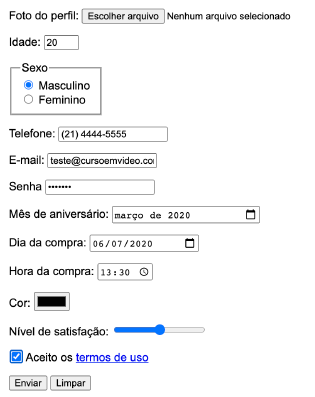 Foto do perfil: Escolher arquivo Nenhum arquivo selecionado
Idade: 20
Sexo
Masculino
Feminino
Telefone: (21) 4444-5555
E-mail: teste@cursoemvideo.co
Senha •••••••
Mês de aniversário: março de 2020
Dia da compra: 06/07/2020
Hora da compra: 13:30
Cor:
Nível de satisfação:
Aceito os termos de uso
Enviar Limpar